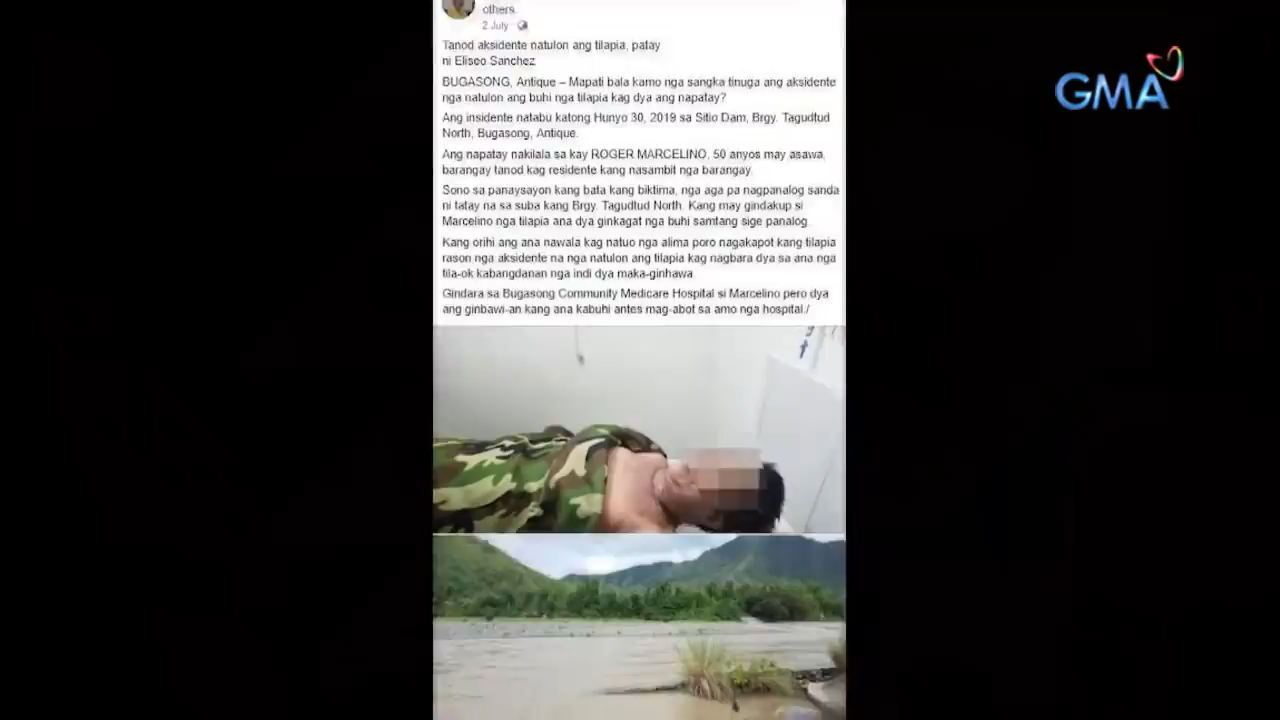 others.
2 July
GMA
Tanod aksidente natulon ang tilapia, patay
ni Eliseo Sanchez
BUGASONG, Antique – Mapati bala kamo nga sangka tinuga ang aksidente
nga natulon ang buhi nga tilapia kag dya ang napatay?
Ang insidente natabu katong Hunyo 30, 2019 sa Sitio Dam, Brgy. Tagudtud
North, Bugasong, Antique.
Ang napatay nakilala sa kay ROGER MARCELINO, 50 anyos may asawa,
barangay tanod kag residente kang nasambit nga barangay.
Sono sa panaysayon kang bata kang biktima, nga aga pa nagpanalog sanda
ni tatay na sa suba kang Brgy. Tagudtud North. Kang may gindakup si
Marcelino nga tilapia ana dya ginkagat nga buhi samtang sige panalog.
Kang orihi ang ana nawala kag natuo nga alima poro nagakapot kang tilapia
rason nga aksidente na nga natulon ang tilapia kag nagbara dya sa ana nga
tila-ok kabangdanan nga indi dya maka-ginhawa.
Gindara sa Bugasong Community Medicare Hospital si Marcelino pero dya
ang ginbawi-an kang ana kabuhi antes mag-abot sa amo nga hospital./